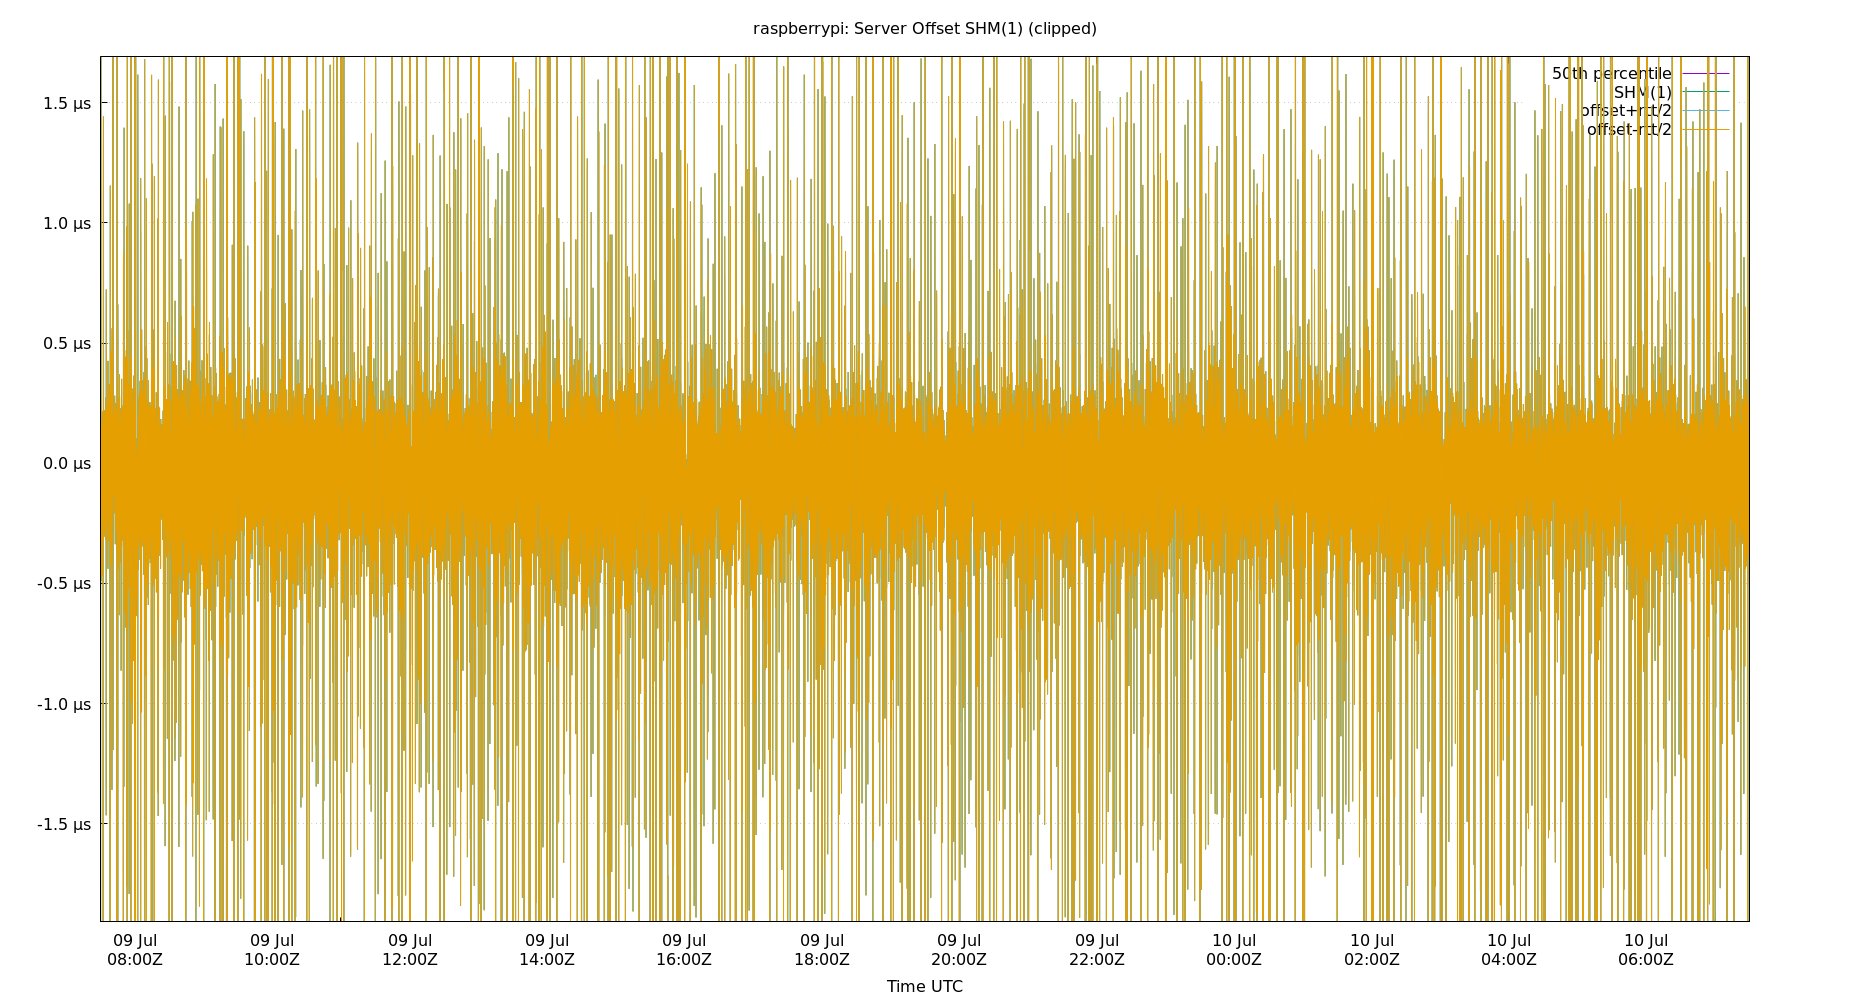 raspberrypi: Server Offset SHM(1) (clipped)
50th percentile
SHM(1)
offset+rtt/2
offset-rtt/2
1.5 µs
1.0 µs
0.5 µs
0.0 µs
-0.5 µs
-1.0 µs
-1.5 µs
09 Jul 09 Jul 09 Jul 09 Jul 09 Jul 09 Jul 09 Jul 09 Jul 10 Jul 10 Jul 10 Jul 10 Jul
08:00Z 10:00Z 12:00Z 14:00Z 16:00Z 18:00Z 20:00Z 22:00Z 00:00Z 02:00Z 04:00Z 06:00Z
Time UTC